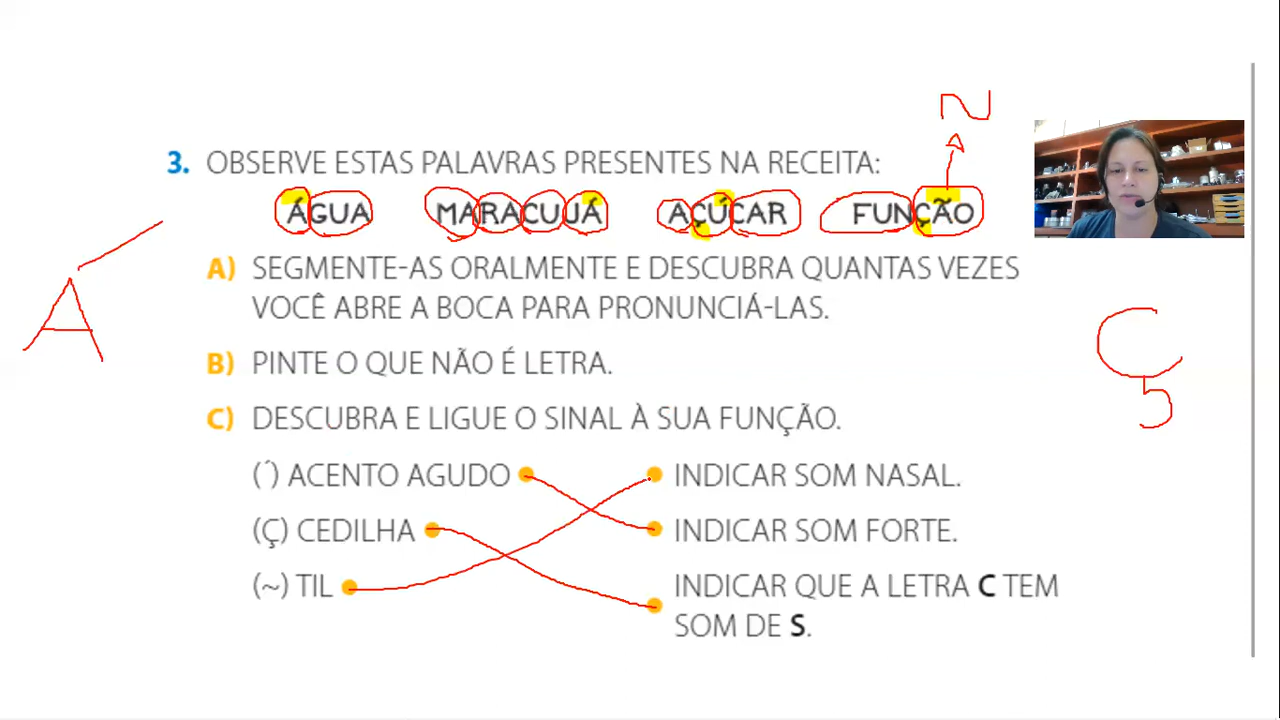 N
3. OBSERVE ESTAS PALAVRAS PRESENTES NA RECEITA:
ÁGUA MARACUJÁ AÇÚCAR FUNÇÃO
A) SEGMENTE-AS ORALMENTE E DESCUBRA QUANTAS VEZES
VOCÊ ABRE A BOCA PARA PRONUNCIÁ-LAS.
Á
Ç
B) PINTE O QUE NÃO É LETRA.
C) DESCUBRA E LIGUE O SINAL À SUA FUNÇÃO.
(´) ACENTO AGUDO INDICAR SOM NASAL.
(Ç) CEDILHA INDICAR SOM FORTE.
(~) TIL INDICAR QUE A LETRA C TEM
SOM DE S.